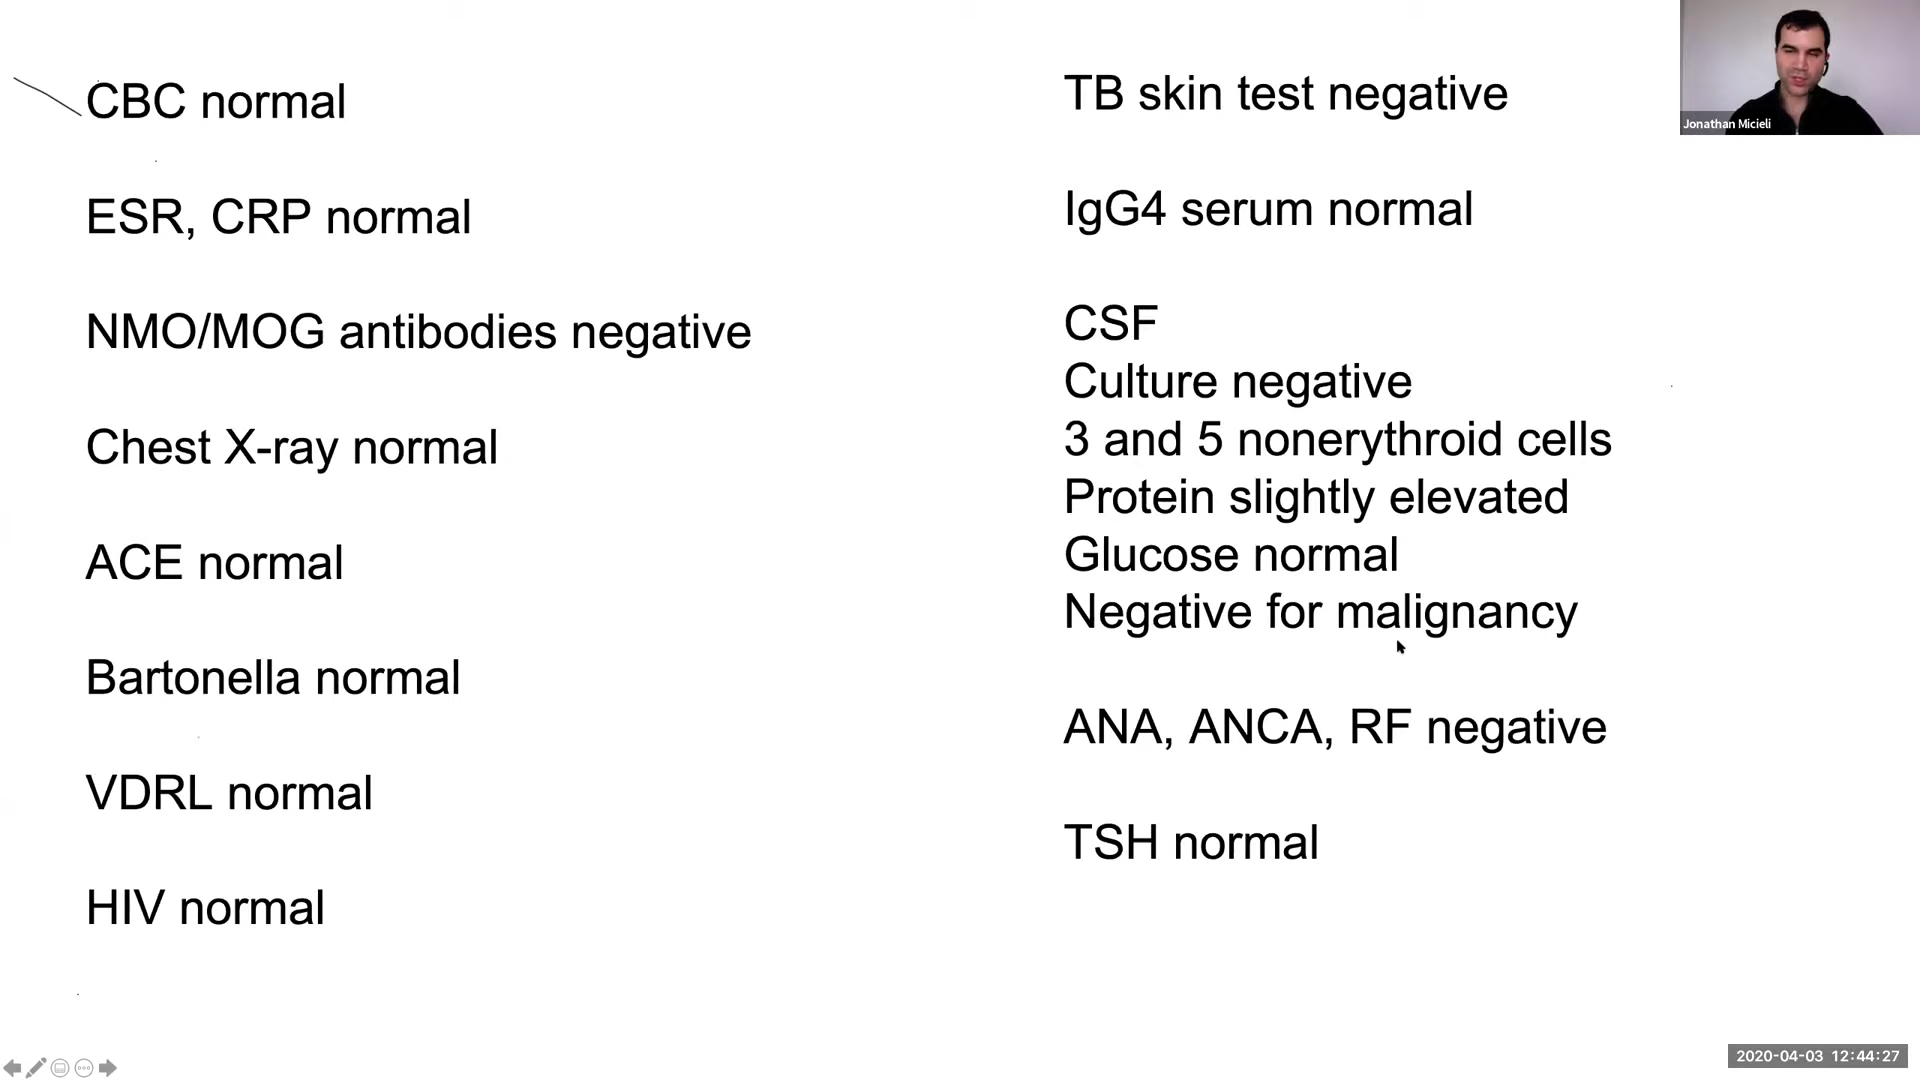 CBC normal
ESR, CRP normal
NMO/MOG antibodies negative
Chest X-ray normal
ACE normal
Bartonella normal
VDRL normal
HIV normal
TB skin test negative
IgG4 serum normal
CSF
Culture negative
3 and 5 nonerythroid cells
Protein slightly elevated
Glucose normal
Negative for malignancy
ANA, ANCA, RF negative
TSH normal
Jonathan Micieli
2020-04-03 12:44:27